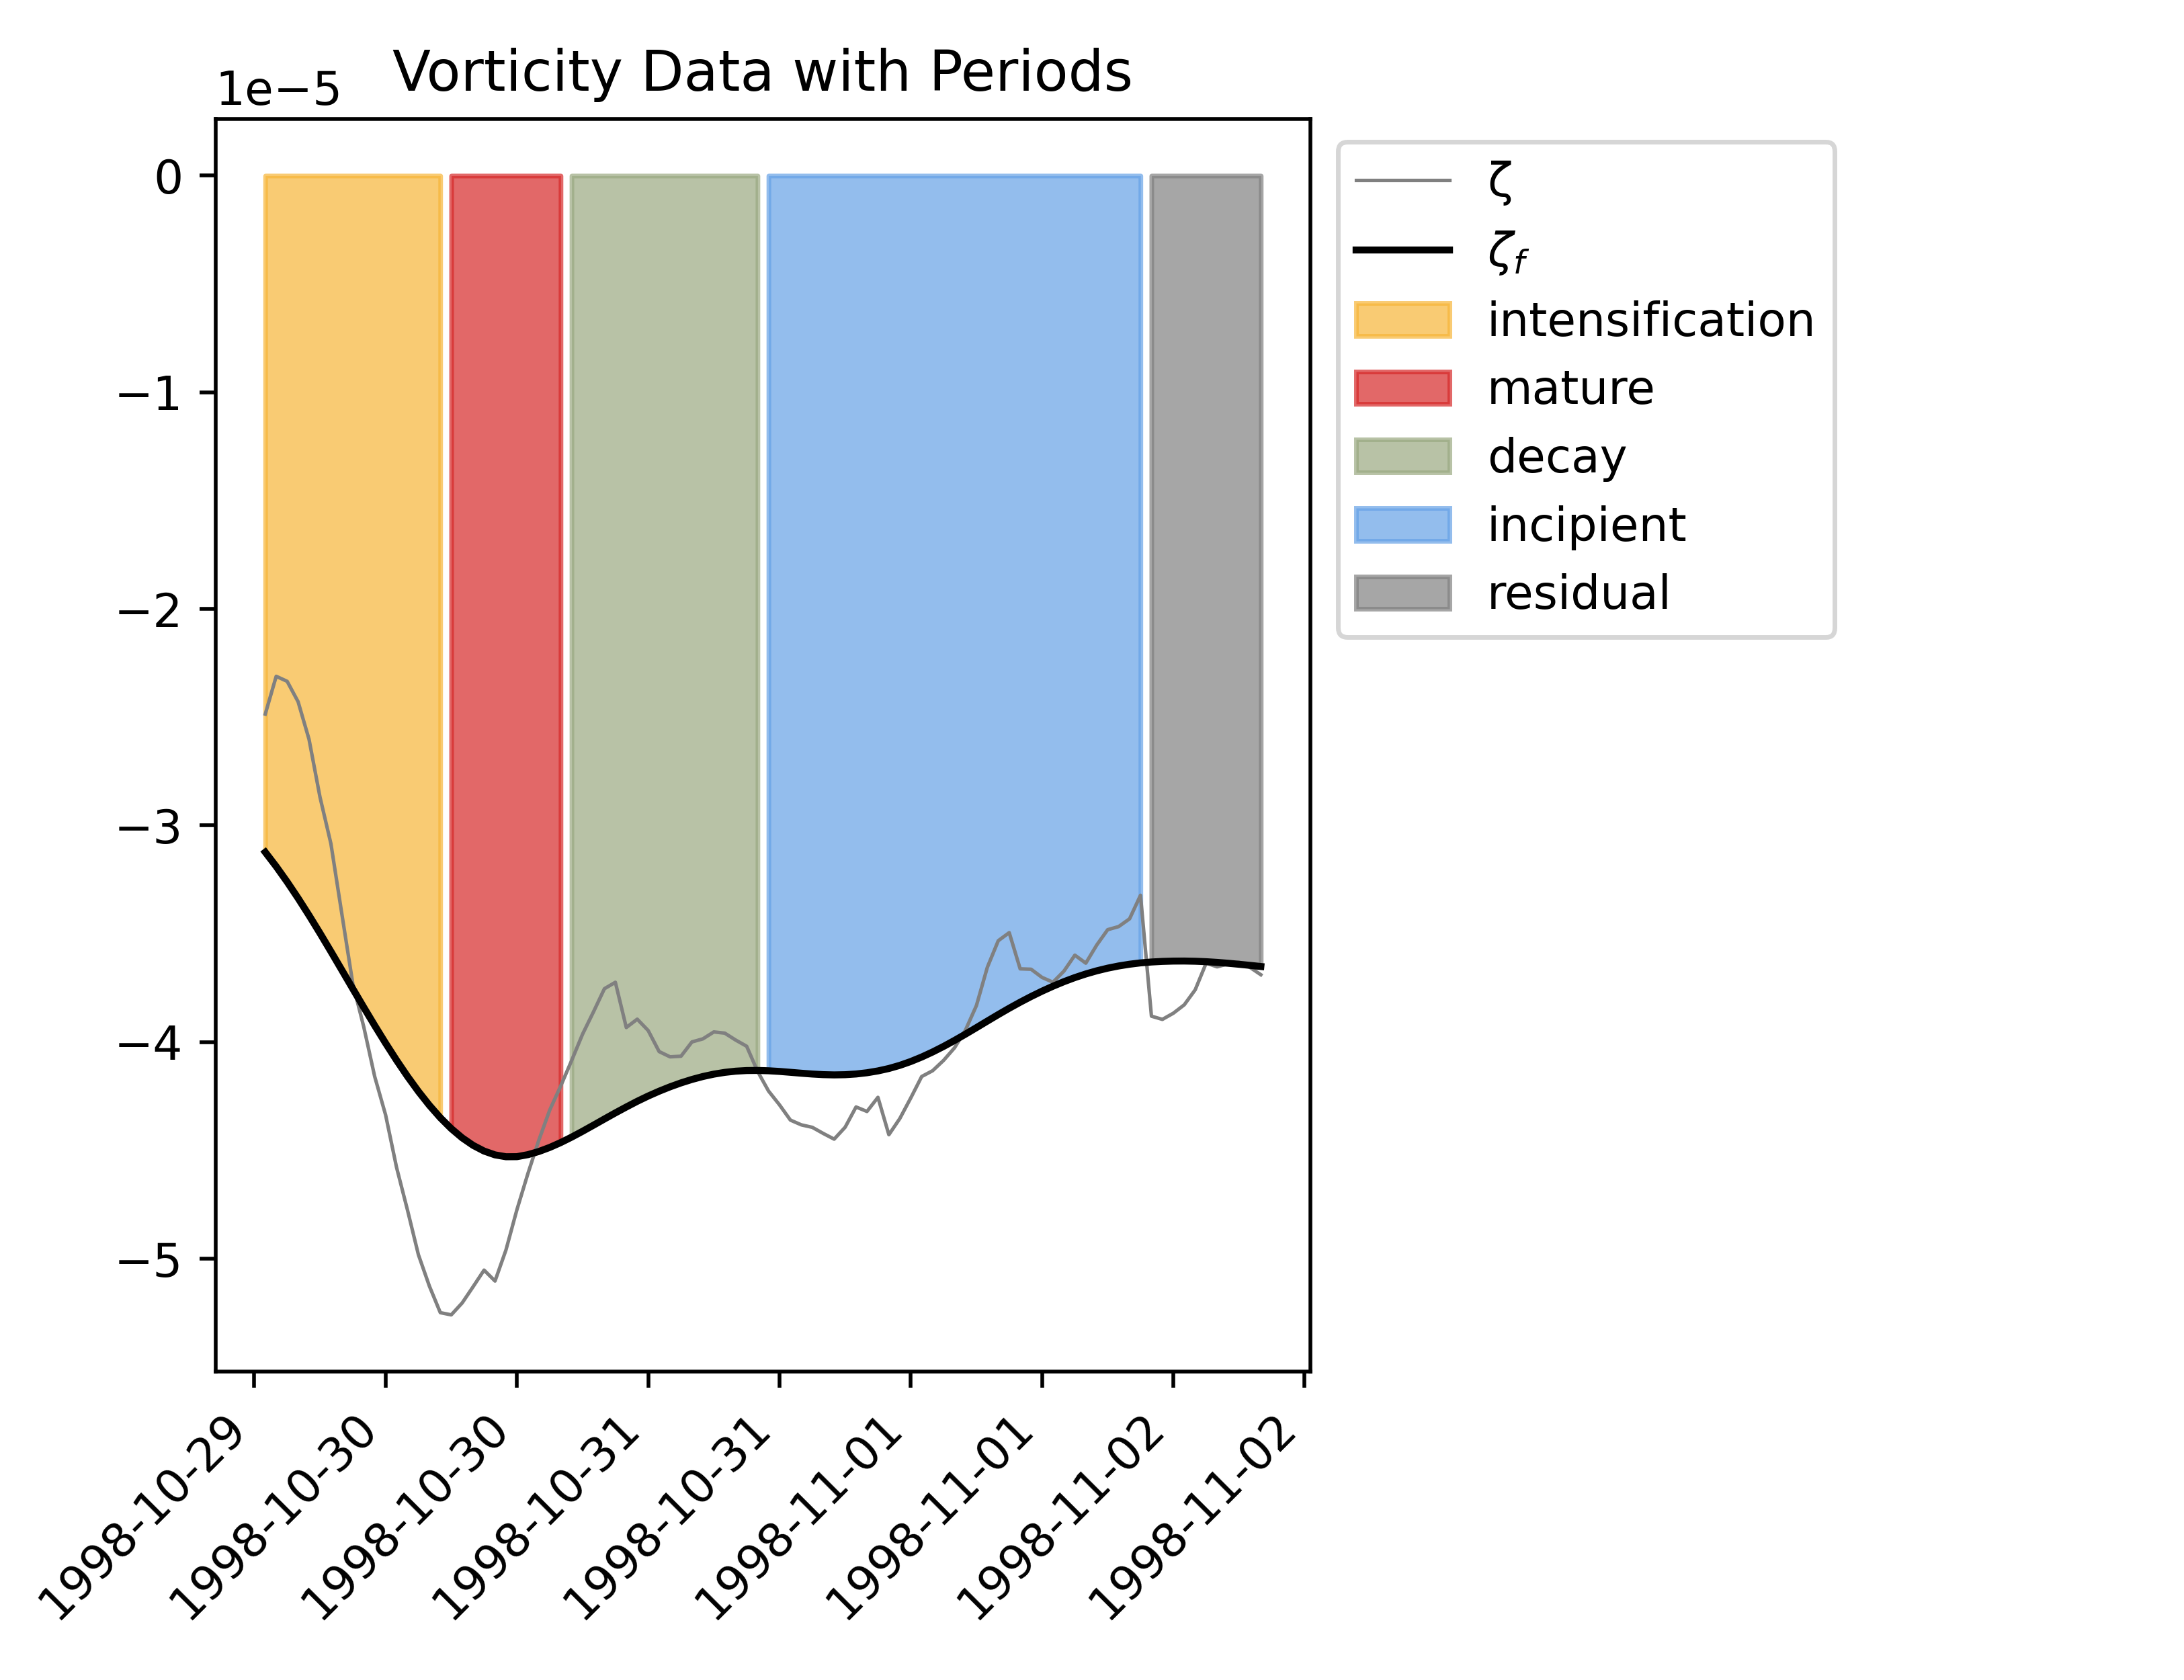 Vorticity Data with Periods
1e−5
0
−1
−2
−3
−4
−5
1998-10-29
1998-10-30
1998-10-30
1998-10-31
1998-10-31
1998-11-01
1998-11-01
1998-11-02
1998-11-02
ζ
ζf
intensification
mature
decay
incipient
residual